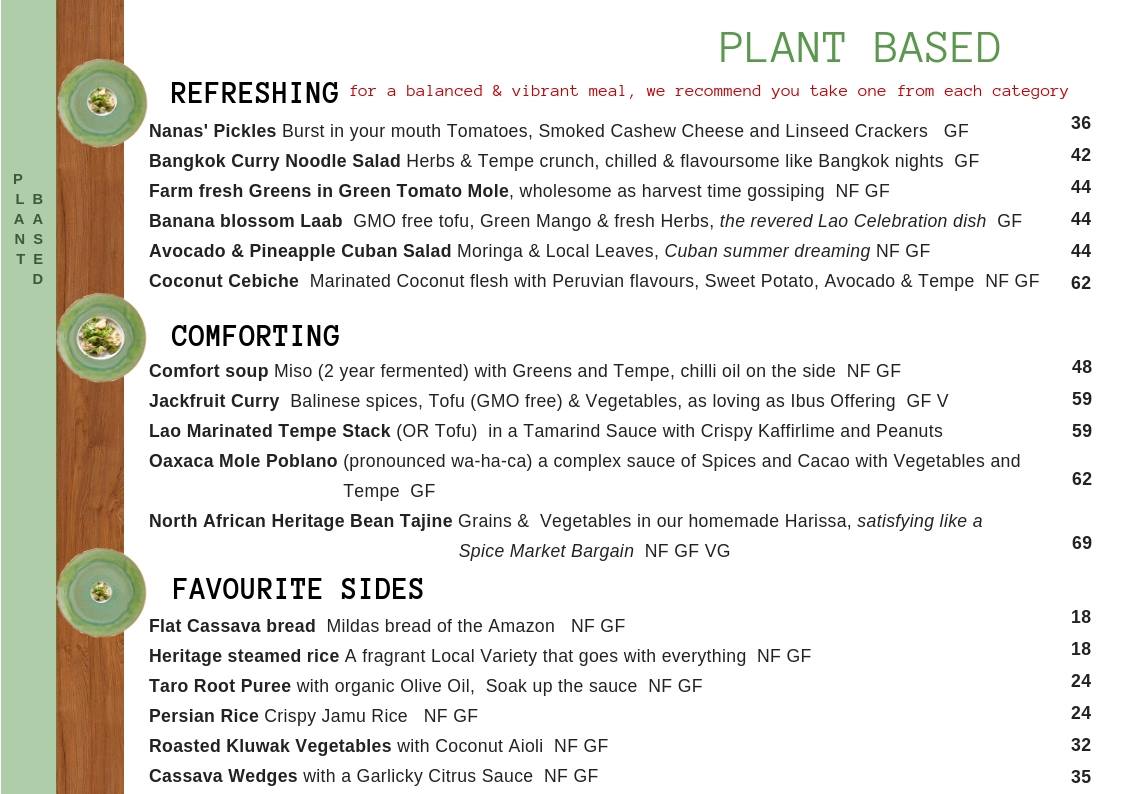 PLANT BASED
PLANT BASED
REFRESHING for a balanced & vibrant meal, we recommend you take one from each category
Nanas' Pickles Burst in your mouth Tomatoes, Smoked Cashew Cheese and Linseed Crackers GF 36
Bangkok Curry Noodle Salad Herbs & Tempe crunch, chilled & flavoursome like Bangkok nights GF 42
Farm fresh Greens in Green Tomato Mole, wholesome as harvest time gossiping NF GF 44
Banana blossom Laab GMO free tofu, Green Mango & fresh Herbs, the revered Lao Celebration dish GF 44
Avocado & Pineapple Cuban Salad Moringa & Local Leaves, Cuban summer dreaming NF GF 44
Coconut Cebiche Marinated Coconut flesh with Peruvian flavours, Sweet Potato, Avocado & Tempe NF GF 62
COMFORTING
Comfort soup Miso (2 year fermented) with Greens and Tempe, chilli oil on the side NF GF 48
Jackfruit Curry Balinese spices, Tofu (GMO free) & Vegetables, as loving as Ibus Offering GF V 59
Lao Marinated Tempe Stack (OR Tofu) in a Tamarind Sauce with Crispy Kaffirlime and Peanuts 59
Oaxaca Mole Poblano (pronounced wa-ha-ca) a complex sauce of Spices and Cacao with Vegetables and
Tempe GF 62
North African Heritage Bean Tajine Grains & Vegetables in our homemade Harissa, satisfying like a
Spice Market Bargain NF GF VG 69
FAVOURITE SIDES
Flat Cassava bread Mildas bread of the Amazon NF GF 18
Heritage steamed rice A fragrant Local Variety that goes with everything NF GF 18
Taro Root Puree with organic Olive Oil, Soak up the sauce NF GF 24
Persian Rice Crispy Jamu Rice NF GF 24
Roasted Kluwak Vegetables with Coconut Aioli NF GF 32
Cassava Wedges with a Garlicky Citrus Sauce NF GF 35